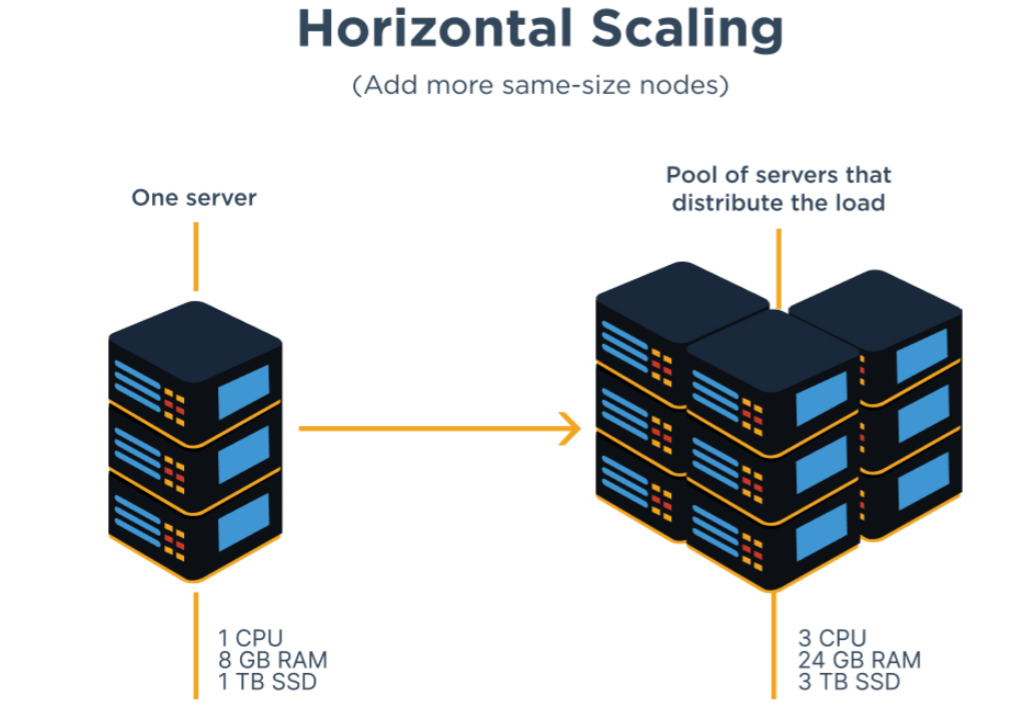 Horizontal Scaling
(Add more same-size nodes)
One server
Pool of servers that
distribute the load
1 CPU
8 GB RAM
1 TB SSD
3 CPU
24 GB RAM
3 TB SSD